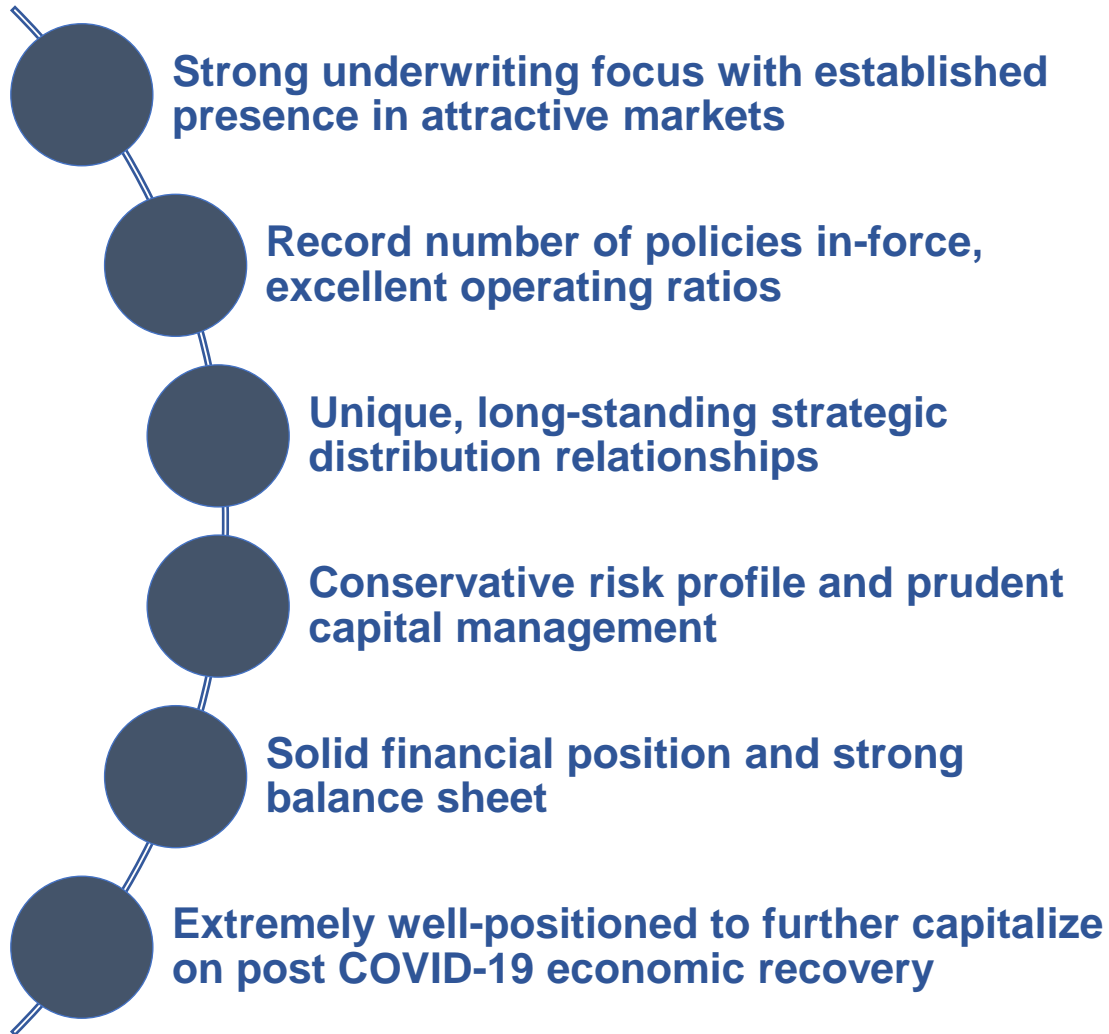 Strong underwriting focus with established
presence in attractive markets
Record number of policies in-force,
excellent operating ratios
Unique, long-standing strategic
distribution relationships
Conservative risk profile and prudent
capital management
Solid financial position and strong
balance sheet
Extremely well-positioned to further capitalize
on post COVID-19 economic recovery